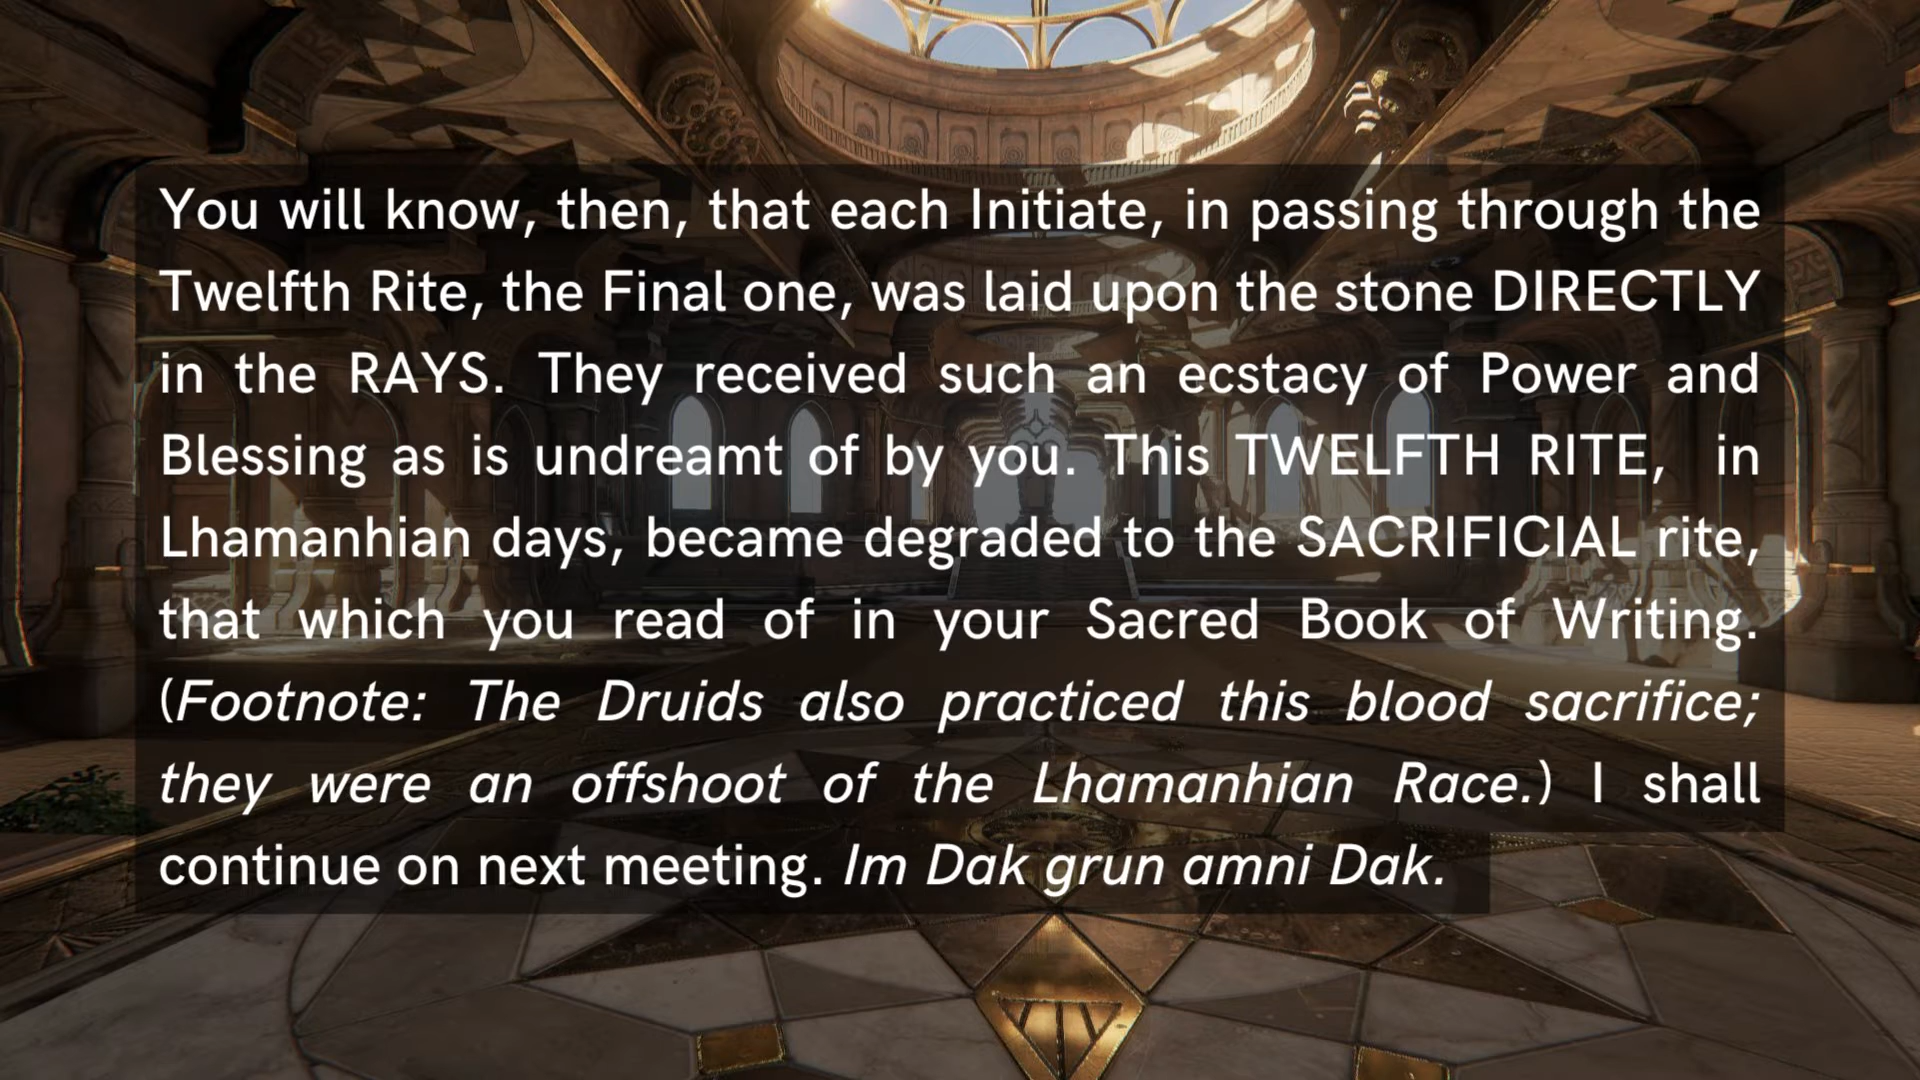 You will know, then, that each Initiate, in passing through the
Twelfth Rite, the Final one, was laid upon the stone DIRECTLY
in the RAYS. They received such an ecstacy of Power and
Blessing as is undreamt of by you. This TWELFTH RITE, in
Lhamanhian days, became degraded to the SACRIFICIAL rite,
that which you read of in your Sacred Book of Writing.
(Footnote: The Druids also practiced this blood sacrifice;
they were an offshoot of the Lhamanhian Race.) I shall
continue on next meeting. Im Dak grun amni Dak.